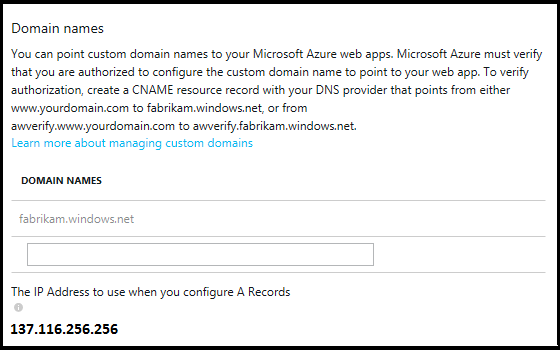 Domain names
You can point custom domain names to your Microsoft Azure web apps. Microsoft Azure must verify
that you are authorized to configure the custom domain name to point to your web app. To verify
authorization, create a CNAME resource record with your DNS provider that points from either
www.yourdomain.com to fabrikam.windows.net, or from
awverify.www.yourdomain.com to awverify.fabrikam.windows.net.
Learn more about managing custom domains
DOMAIN NAMES
fabrikam.windows.net
The IP Address to use when you configure A Records
137.116.256.256